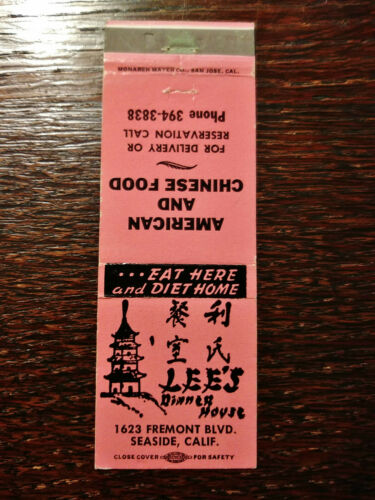 MONARCH MATCH CO., SAN JOSE, CAL.
AMERICAN
AND
CHINESE FOOD
FOR DELIVERY OR
RESERVATION CALL
Phone 394-3838
...EAT HERE
and DIET HOME
餐 利
室 氏
LEE'S
Dinner
House
1623 FREMONT BLVD.
SEASIDE, CALIF.
CLOSE COVER FOR SAFETY